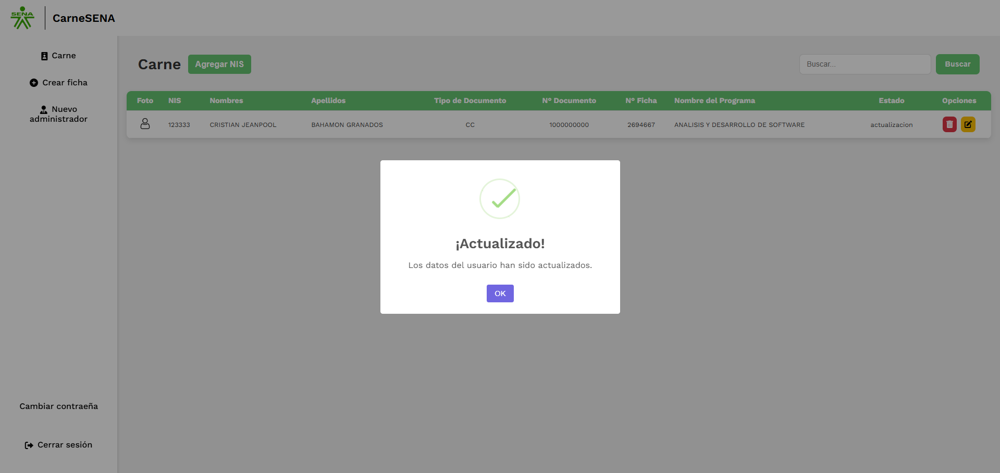 SENA
CarneSENA
Carne
Crear ficha
Nuevo
administrador
Cambiar contraeña
Cerrar sesión
Carne
Agregar NIS
Buscar...
Buscar
Foto NIS Nombres Apellidos Tipo de Documento N° Documento N° Ficha Nombre del Programa Estado Opciones
123333 CRISTIAN JEANPOOL BAHAMON GRANADOS CC 1000000000 2694667 ANALISIS Y DESARROLLO DE SOFTWARE actualizacion
¡Actualizado!
Los datos del usuario han sido actualizados.
OK